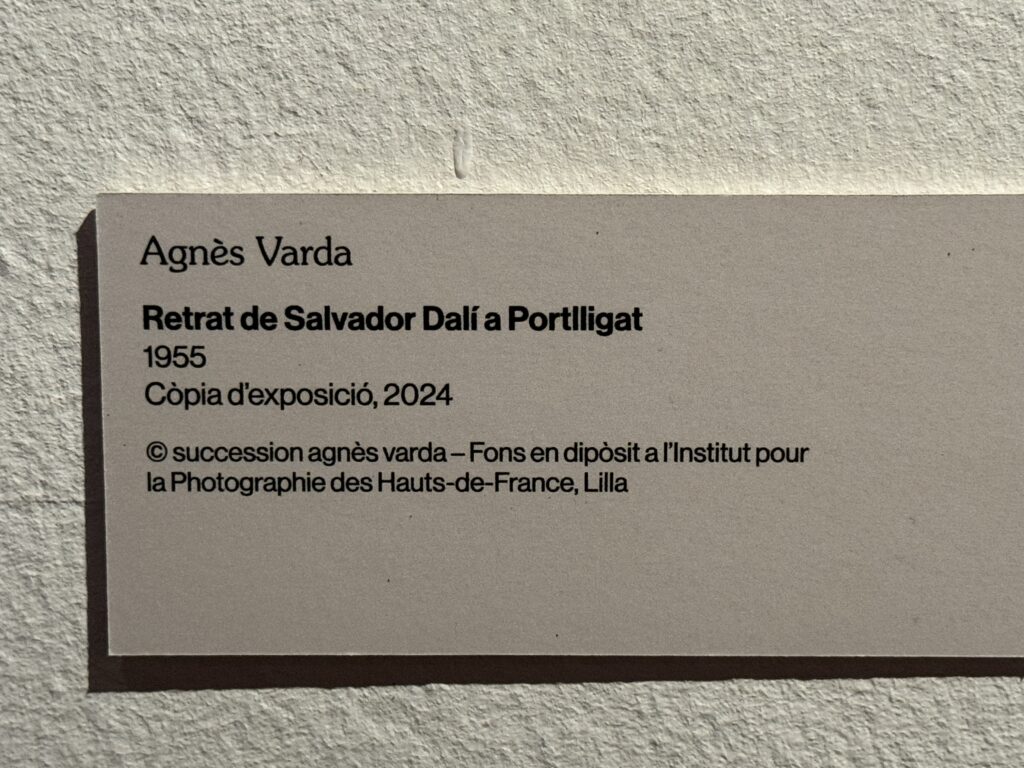 Agnès Varda
Retrat de Salvador Dalí a Portlligat
1955
Còpia d'exposició, 2024
© succession agnès varda – Fons en dipòsit a l'Institut pour
la Photographie des Hauts-de-France, Lilla